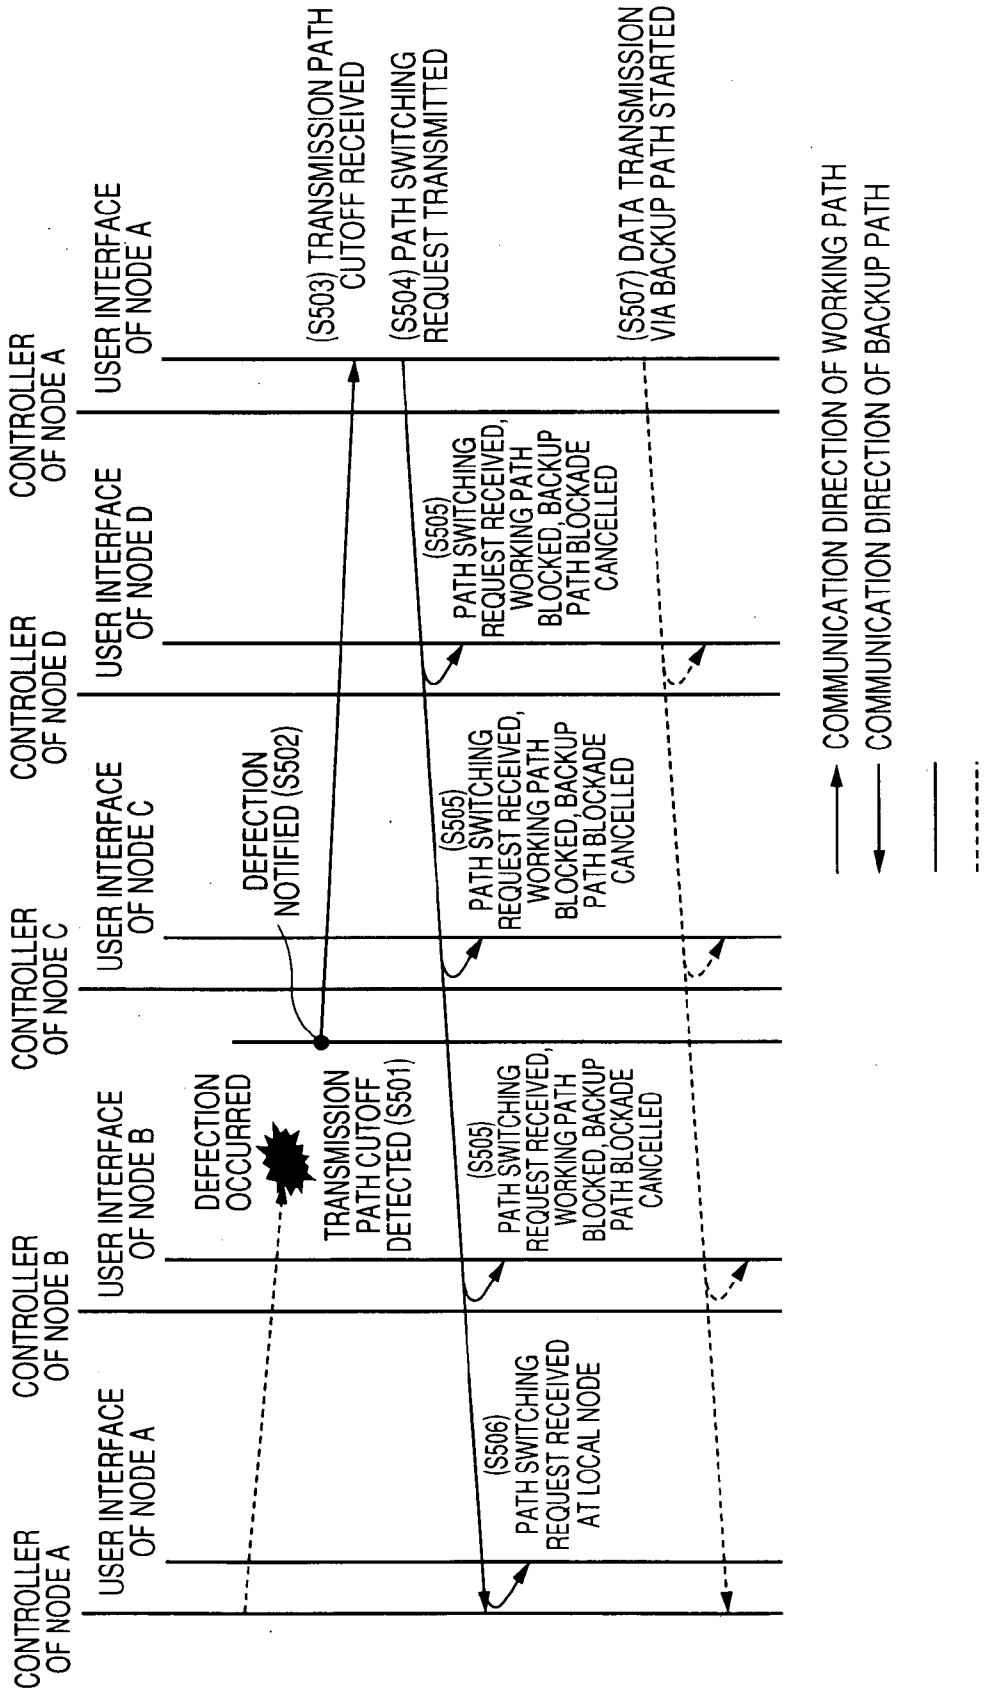 CONTROLLER
OF NODE A
USER INTERFACE
OF NODE A
CONTROLLER
OF NODE B
USER INTERFACE
OF NODE B
CONTROLLER
OF NODE C
USER INTERFACE
OF NODE C
CONTROLLER
OF NODE D
USER INTERFACE
OF NODE D
CONTROLLER
OF NODE A
USER INTERFACE
OF NODE A
DEFECTION
OCCURRED
TRANSMISSION
PATH CUTOFF
DETECTED (S501)
DEFECTION
NOTIFIED (S502)
(S503) TRANSMISSION PATH
CUTOFF RECEIVED
(S504) PATH SWITCHING
REQUEST TRANSMITTED
(S505)
PATH SWITCHING
REQUEST RECEIVED,
WORKING PATH
BLOCKED, BACKUP
PATH BLOCKADE
CANCELLED
(S505)
PATH SWITCHING
REQUEST RECEIVED,
WORKING PATH
BLOCKED, BACKUP
PATH BLOCKADE
CANCELLED
(S505)
PATH SWITCHING
REQUEST RECEIVED,
WORKING PATH
BLOCKED, BACKUP
PATH BLOCKADE
CANCELLED
(S506)
PATH SWITCHING
REQUEST RECEIVED
AT LOCAL NODE
(S507) DATA TRANSMISSION
VIA BACKUP PATH STARTED
COMMUNICATION DIRECTION OF WORKING PATH
COMMUNICATION DIRECTION OF BACKUP PATH